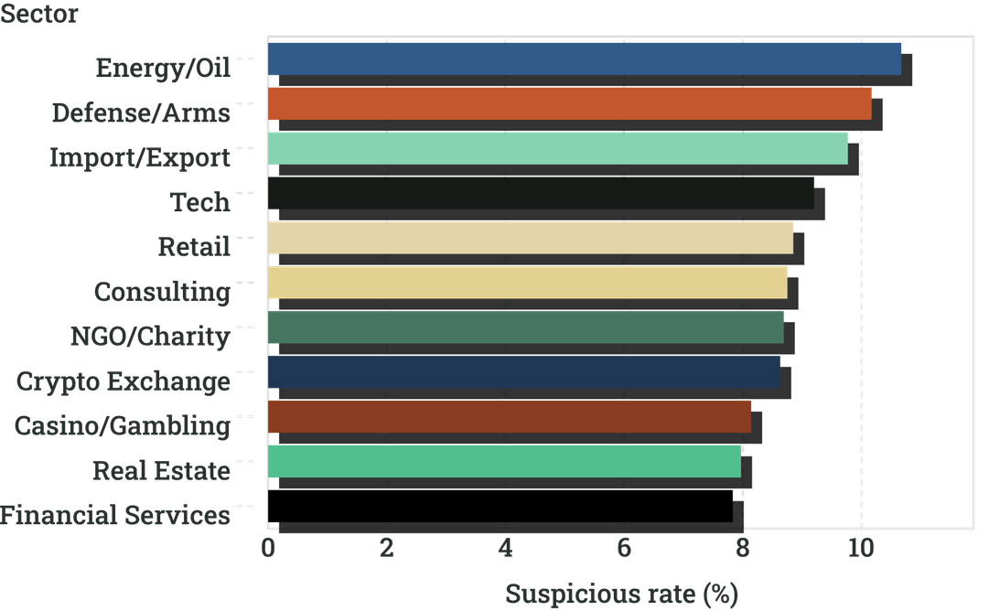 Sector
Energy/Oil
Defense/Arms
Import/Export
Tech
Retail
Consulting
NGO/Charity
Crypto Exchange
Casino/Gambling
Real Estate
Financial Services
0 2 4 6 8 10
Suspicious rate (%)